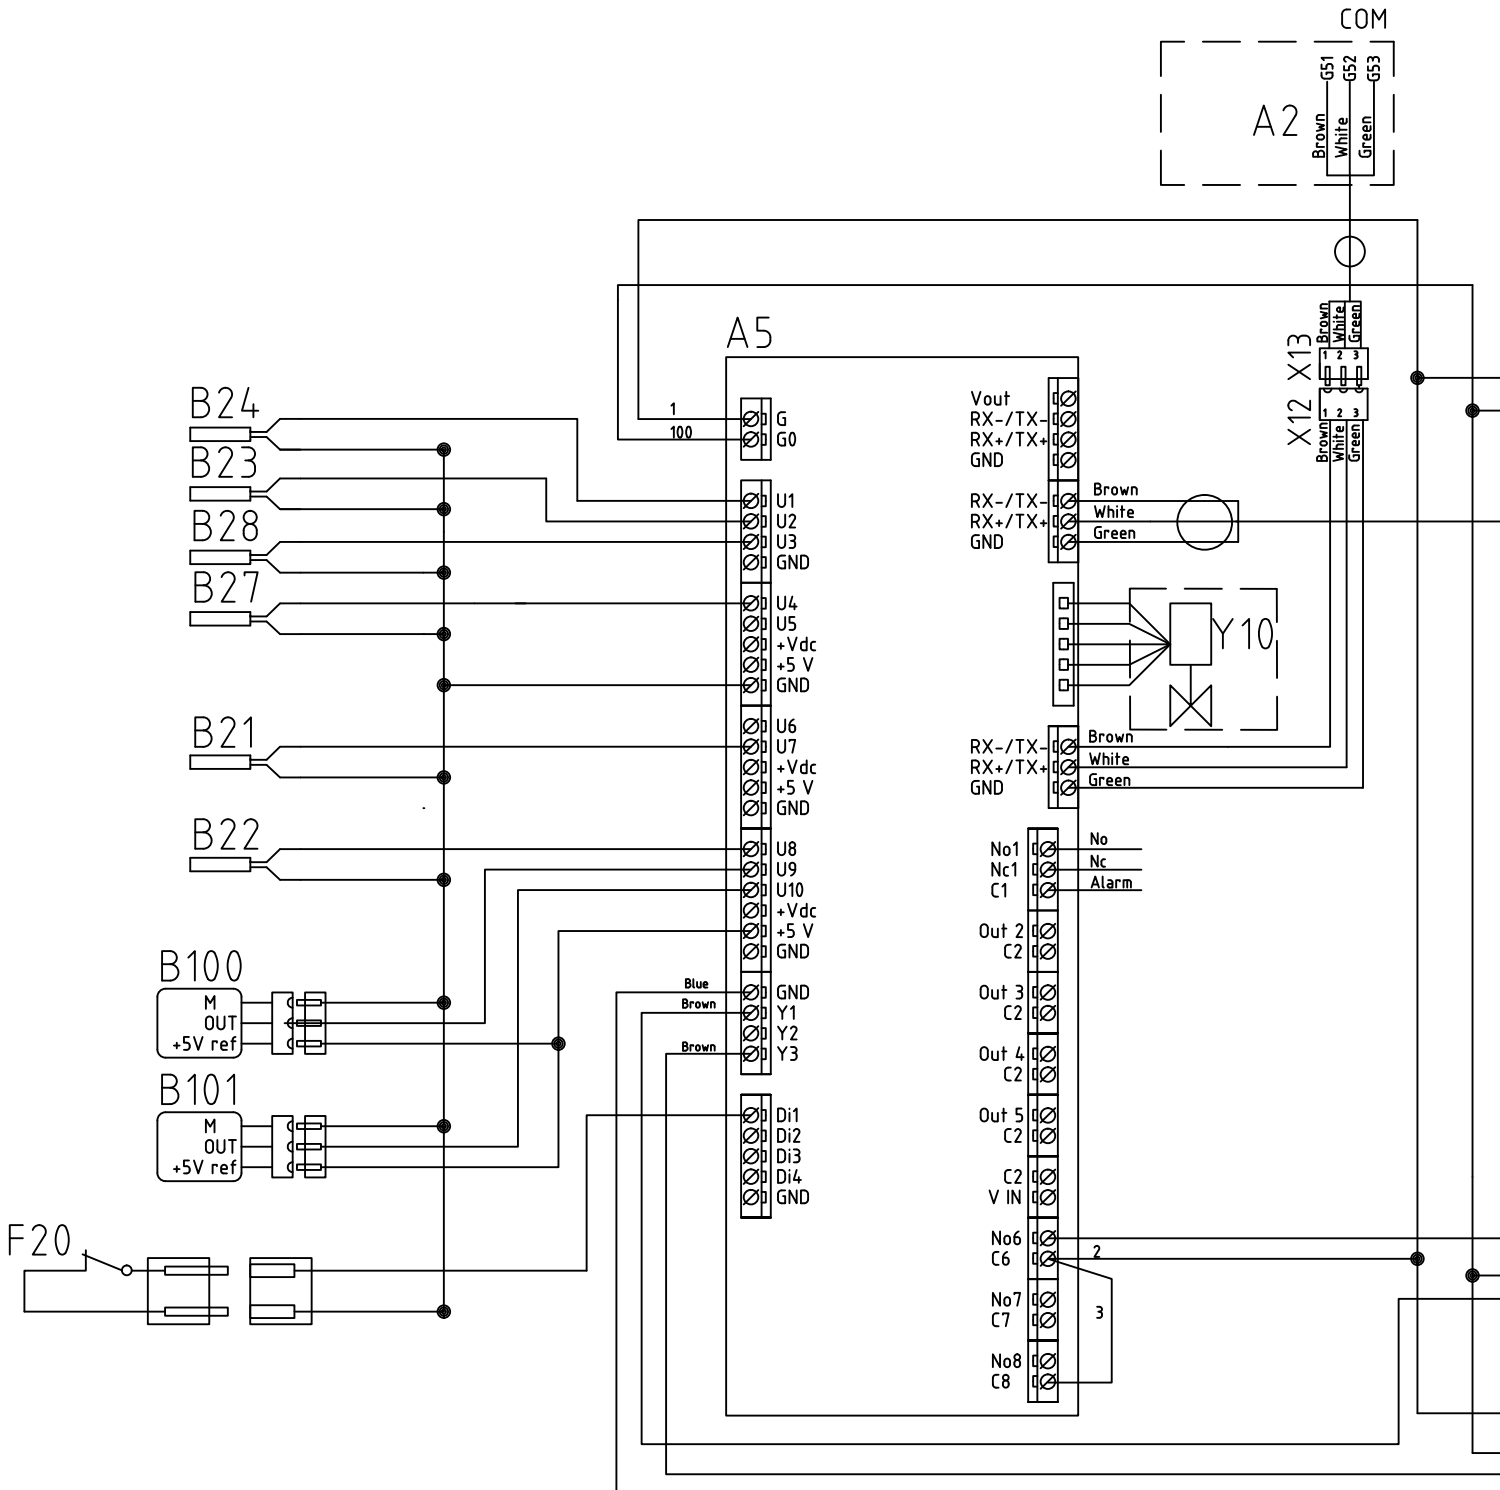 COM
G51 G52 G53
A2
Brown White Green
A5
Brown White Green
X13
1 2 3
X12
1 2 3
Brown White Green
B24
B23
B28
B27
B21
B22
B100
M
OUT
+5V ref
B101
M
OUT
+5V ref
F20
1
100
G
G0
U1
U2
U3
GND
U4
U5
+Vdc
+5 V
GND
U6
U7
+Vdc
+5 V
GND
U8
U9
U10
+Vdc
+5 V
GND
Blue
GND
Brown
Y1
Y2
Brown
Y3
Di1
Di2
Di3
Di4
GND
Vout
RX-/TX-
RX+/TX+
GND
RX-/TX- Brown
RX+/TX+ White
GND Green
Y10
RX-/TX- Brown
RX+/TX+ White
GND Green
No1 No
Nc1 Nc
C1 Alarm
Out 2
C2
Out 3
C2
Out 4
C2
Out 5
C2
C2
V IN
No6
C6 2
No7
C7 3
No8
C8